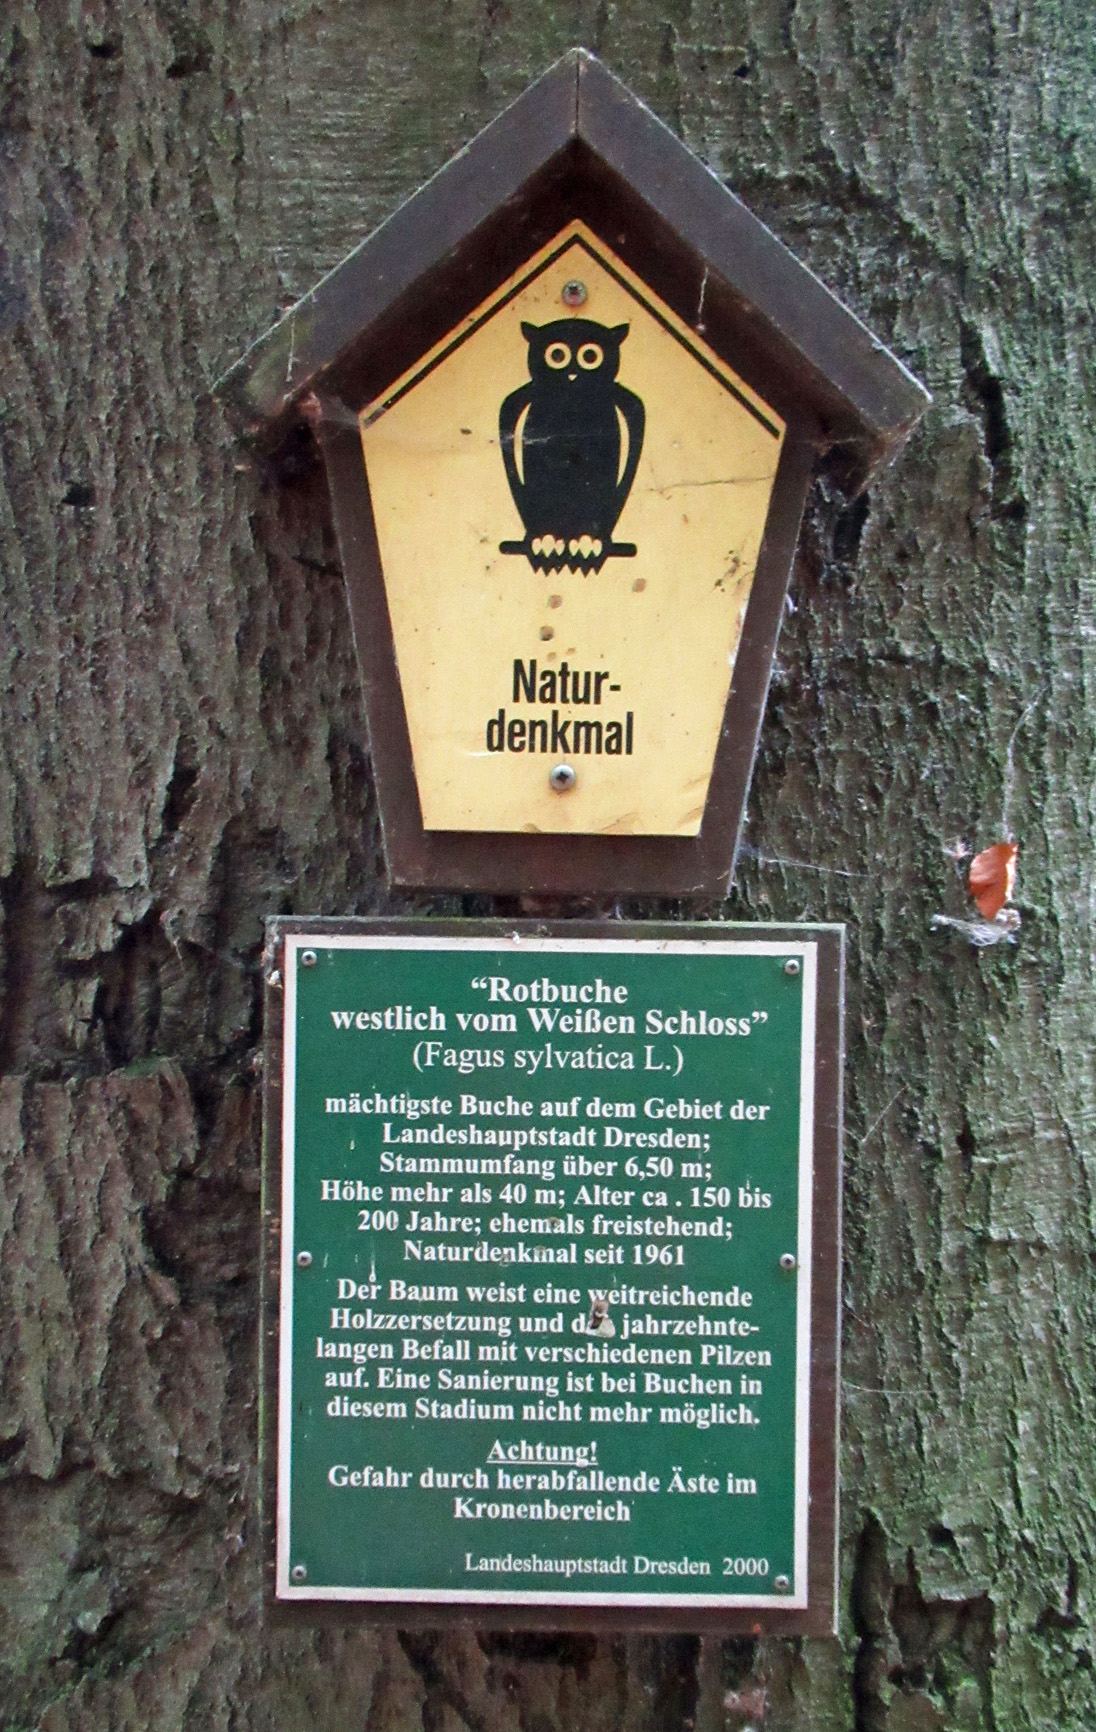 Natur-
denkmal
“Rotbuche
westlich vom Weißen Schloss”
(Fagus sylvatica L.)
mächtigste Buche auf dem Gebiet der
Landeshauptstadt Dresden;
Stammumfang über 6,50 m;
Höhe mehr als 40 m; Alter ca . 150 bis
200 Jahre; ehemals freistehend;
Naturdenkmal seit 1961
Der Baum weist eine weitreichende
Holzzersetzung und jahrzehnte-
langen Befall mit verschiedenen Pilzen
auf. Eine Sanierung ist bei Buchen in
diesem Stadium nicht mehr möglich.
Achtung!
Gefahr durch herabfallende Äste im
Kronenbereich
Landeshauptstadt Dresden 2000